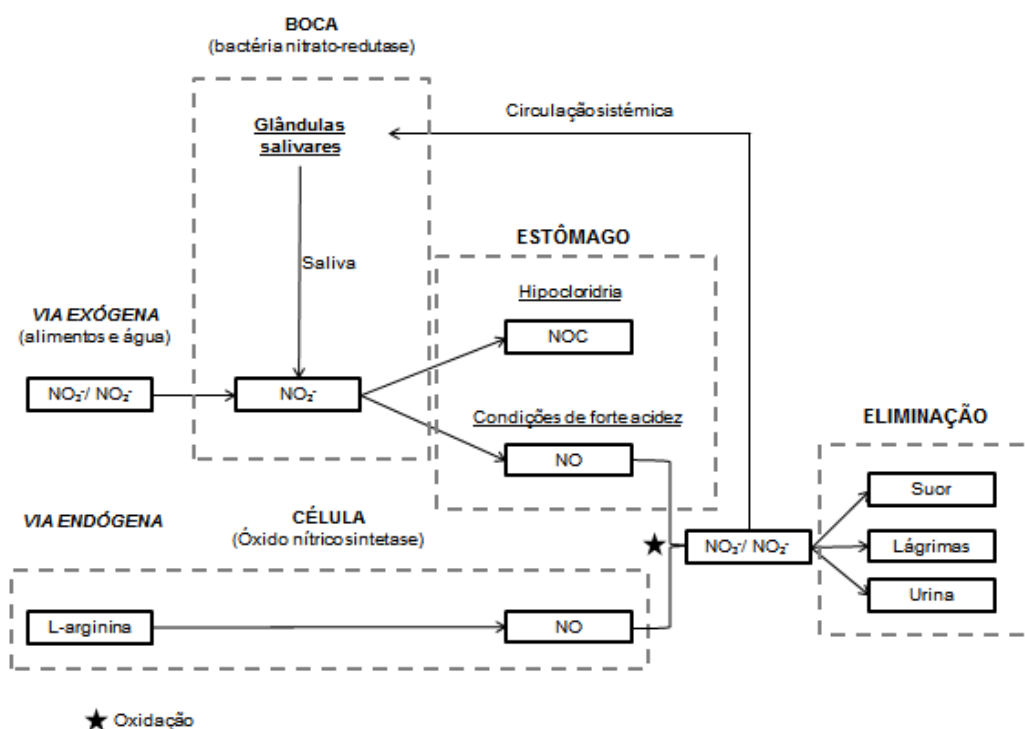 BOCA
(bactéria nitrato-redutase)
Glândulas
salivares
Circulação sistémica
Saliva
ESTÔMAGO
Hipocloridria
NOC
VIA EXÓGENA
(alimentos e água)
NO₃⁻/ NO₂⁻
NO₂⁻
Condições de forte acidez
NO
ELIMINAÇÃO
Suor
Lágrimas
Urina
VIA ENDÓGENA
CÉLULA
(Óxido nítrico sintetase)
★ NO₃⁻/ NO₂⁻
L-arginina
NO
★ Oxidação